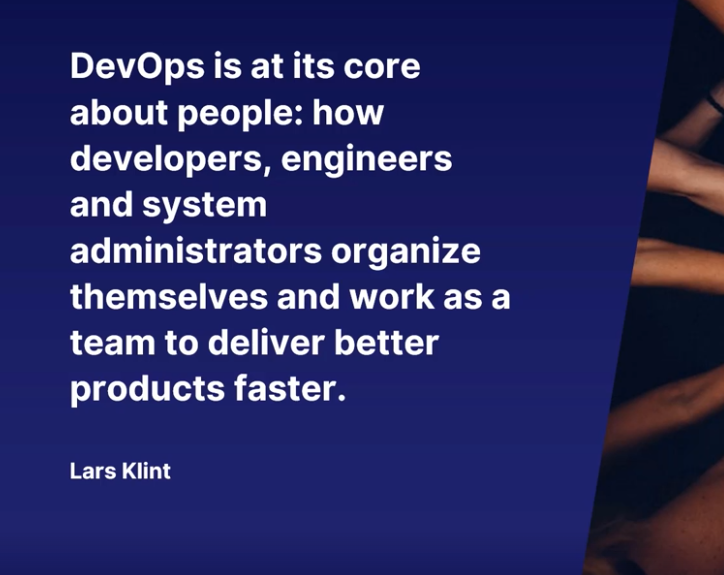 DevOps is at its core
about people: how
developers, engineers
and system
administrators organize
themselves and work as a
team to deliver better
products faster.
Lars Klint